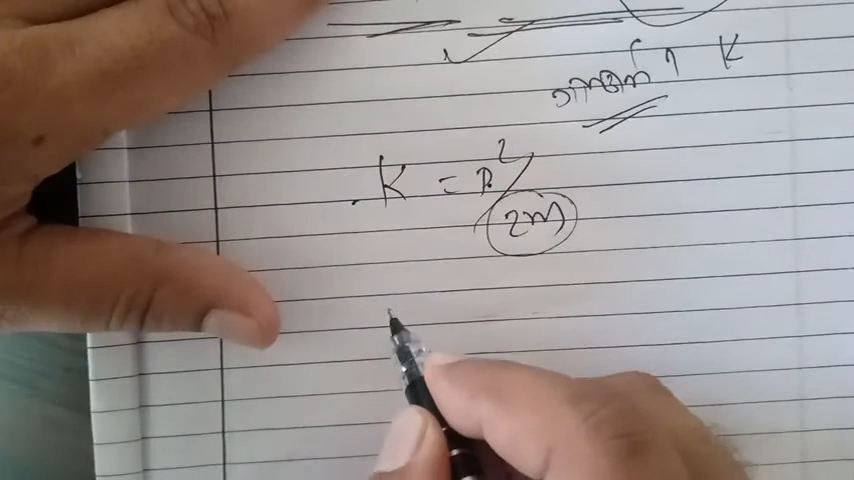 ↑ K
K = P²/2m